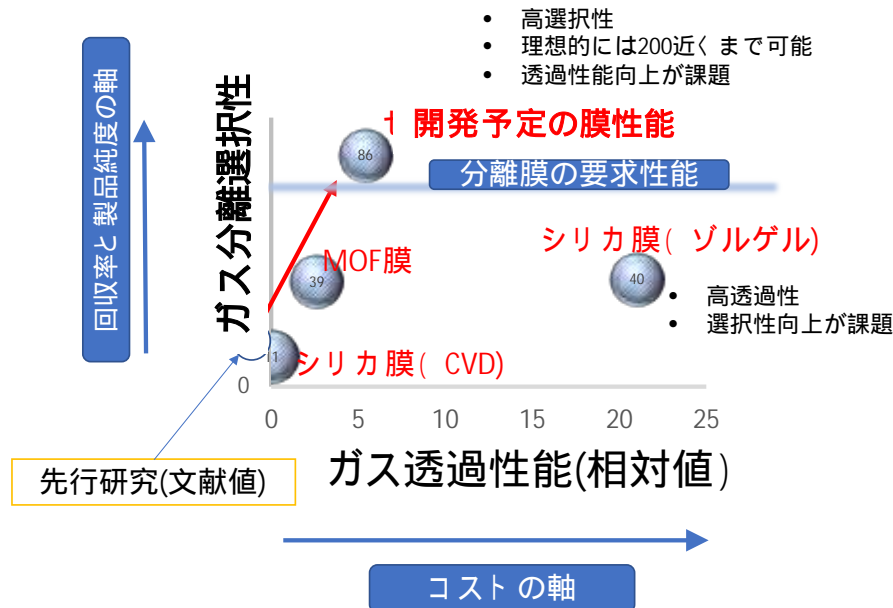 • 高選択性
• 理想的には200近くまで可能
• 透過性能向上が課題
回収率と製品純度の軸
ガス分離選択性
開発予定の膜性能
86
分離膜の要求性能
シリカ膜(ゾルゲル)
MOF膜
39
40
• 高透過性
• 選択性向上が課題
シリカ膜(CVD)
0
0 5 10 15 20 25
先行研究(文献値)
ガス透過性能(相対値)
コストの軸